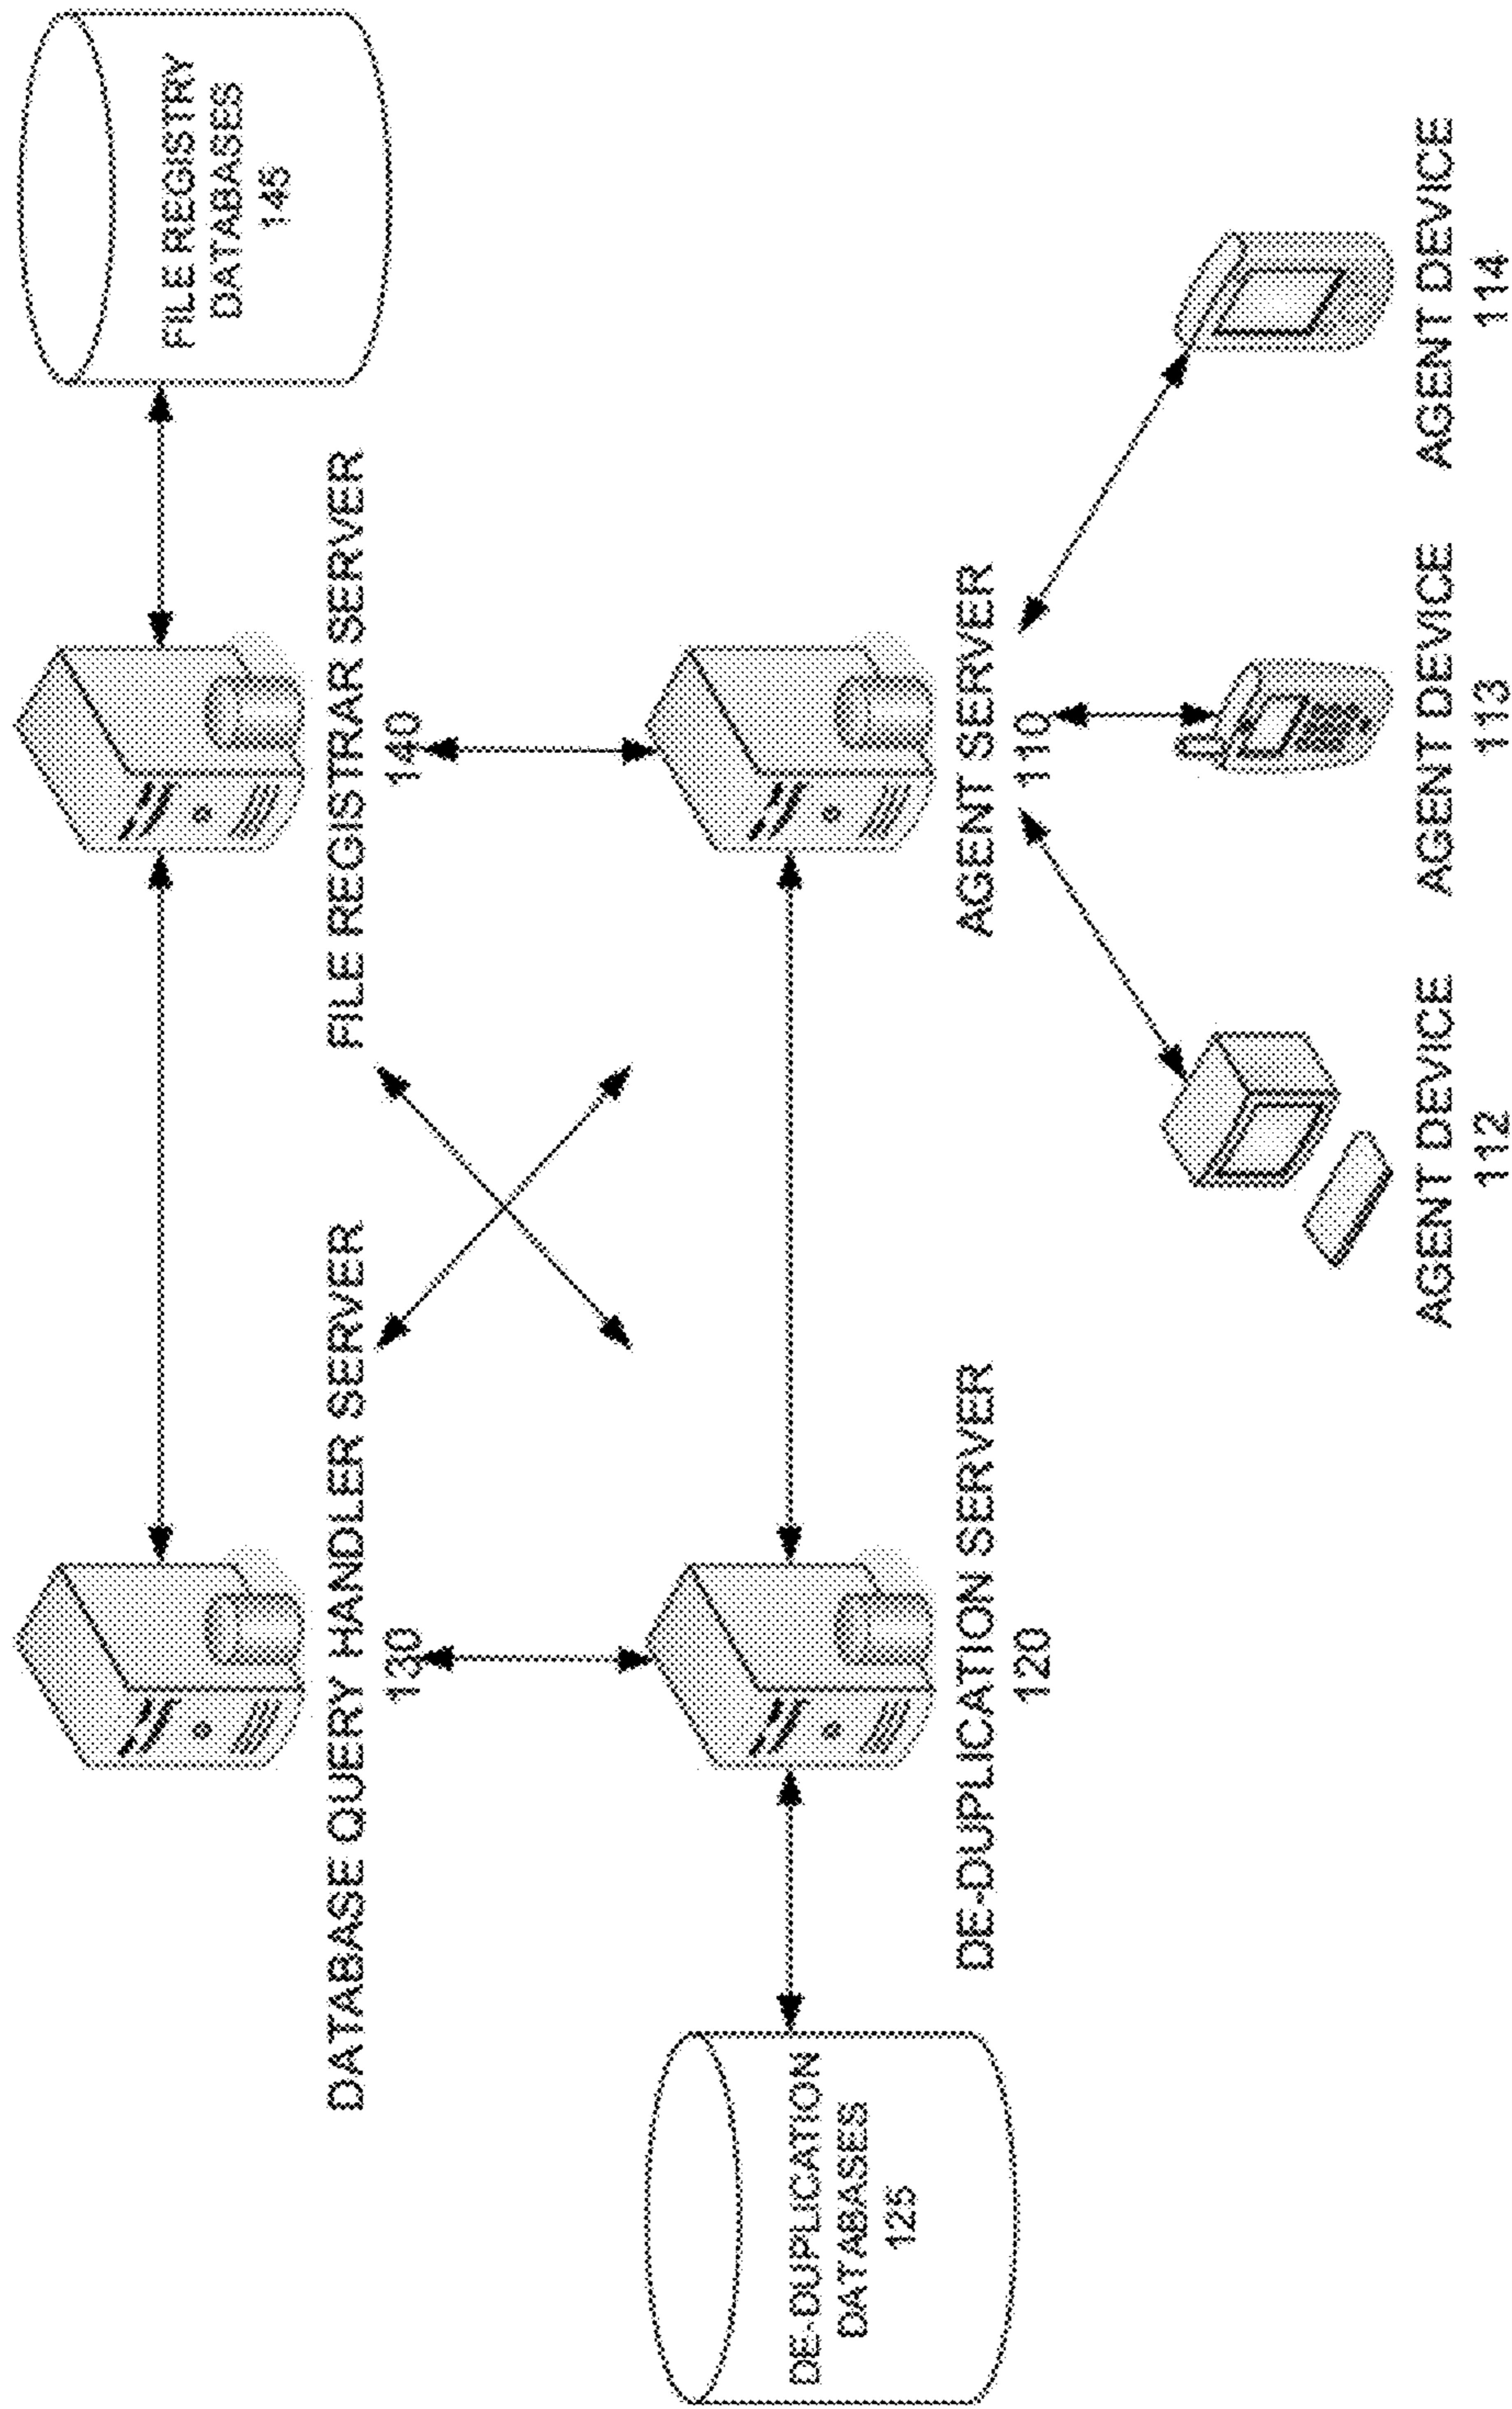 DATABASE QUERY HANDLER SERVER
130
FILE REGISTRAR SERVER
140
FILE REGISTRY
DATABASES
145
DE-DUPLICATION
DATABASES
125
DE-DUPLICATION SERVER
120
AGENT SERVER
110
AGENT DEVICE
112
AGENT DEVICE
113
AGENT DEVICE
114